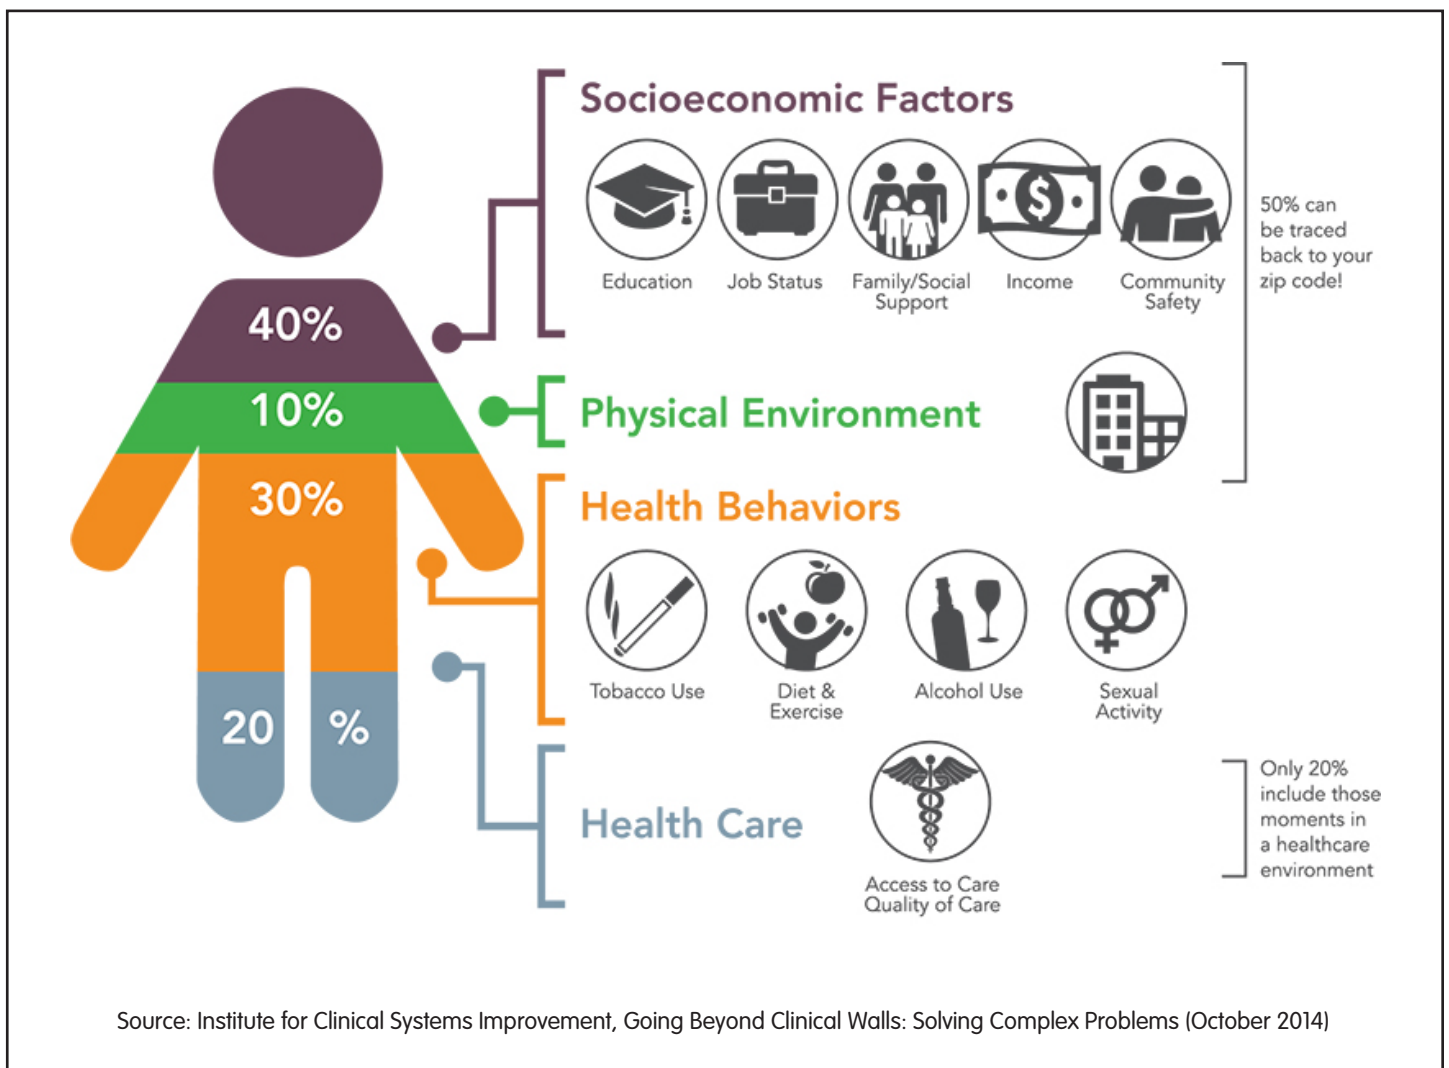 Socioeconomic Factors
Education
Job Status
Family/Social
Support
Income
Community
Safety
50% can
be traced
back to your
zip code!
40%
10%
Physical Environment
30%
Health Behaviors
Tobacco Use
Diet &
Exercise
Alcohol Use
Sexual
Activity
20 %
Health Care
Access to Care
Quality of Care
Only 20%
include those
moments in
a healthcare
environment
Source: Institute for Clinical Systems Improvement, Going Beyond Clinical Walls: Solving Complex Problems (October 2014)